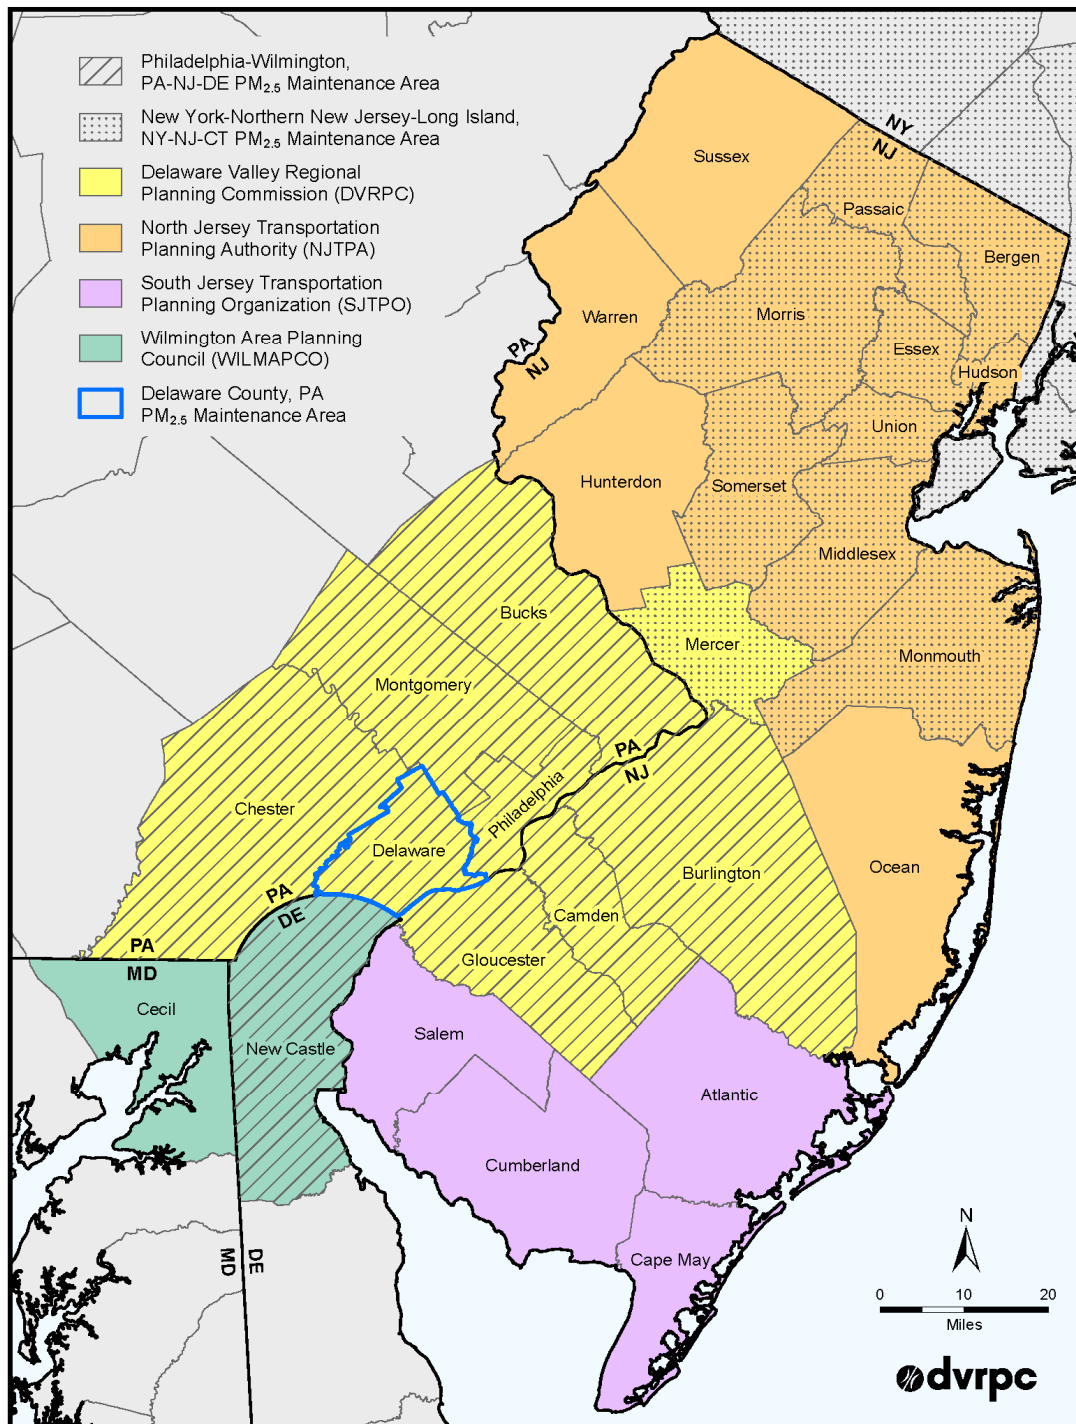 Philadelphia-Wilmington,
PA-NJ-DE PM2.5 Maintenance Area
New York-Northern New Jersey-Long Island,
NY-NJ-CT PM2.5 Maintenance Area
Delaware Valley Regional
Planning Commission (DVRPC)
North Jersey Transportation
Planning Authority (NJTPA)
South Jersey Transportation
Planning Organization (SJTPO)
Wilmington Area Planning
Council (WILMAPCO)
Delaware County, PA
PM2.5 Maintenance Area
NY
NJ
Sussex
Passaic
Bergen
Warren
Morris
PA
NJ
Essex
Hudson
Union
Hunterdon
Somerset
Middlesex
Bucks
Mercer
Monmouth
Montgomery
PA
NJ
Philadelphia
Chester
Delaware
Ocean
Burlington
PA
DE
Camden
PA
MD
Gloucester
Cecil
Salem
New Castle
Atlantic
Cumberland
MD
DE
Cape May
N
0 10 20
Miles
dvrpc